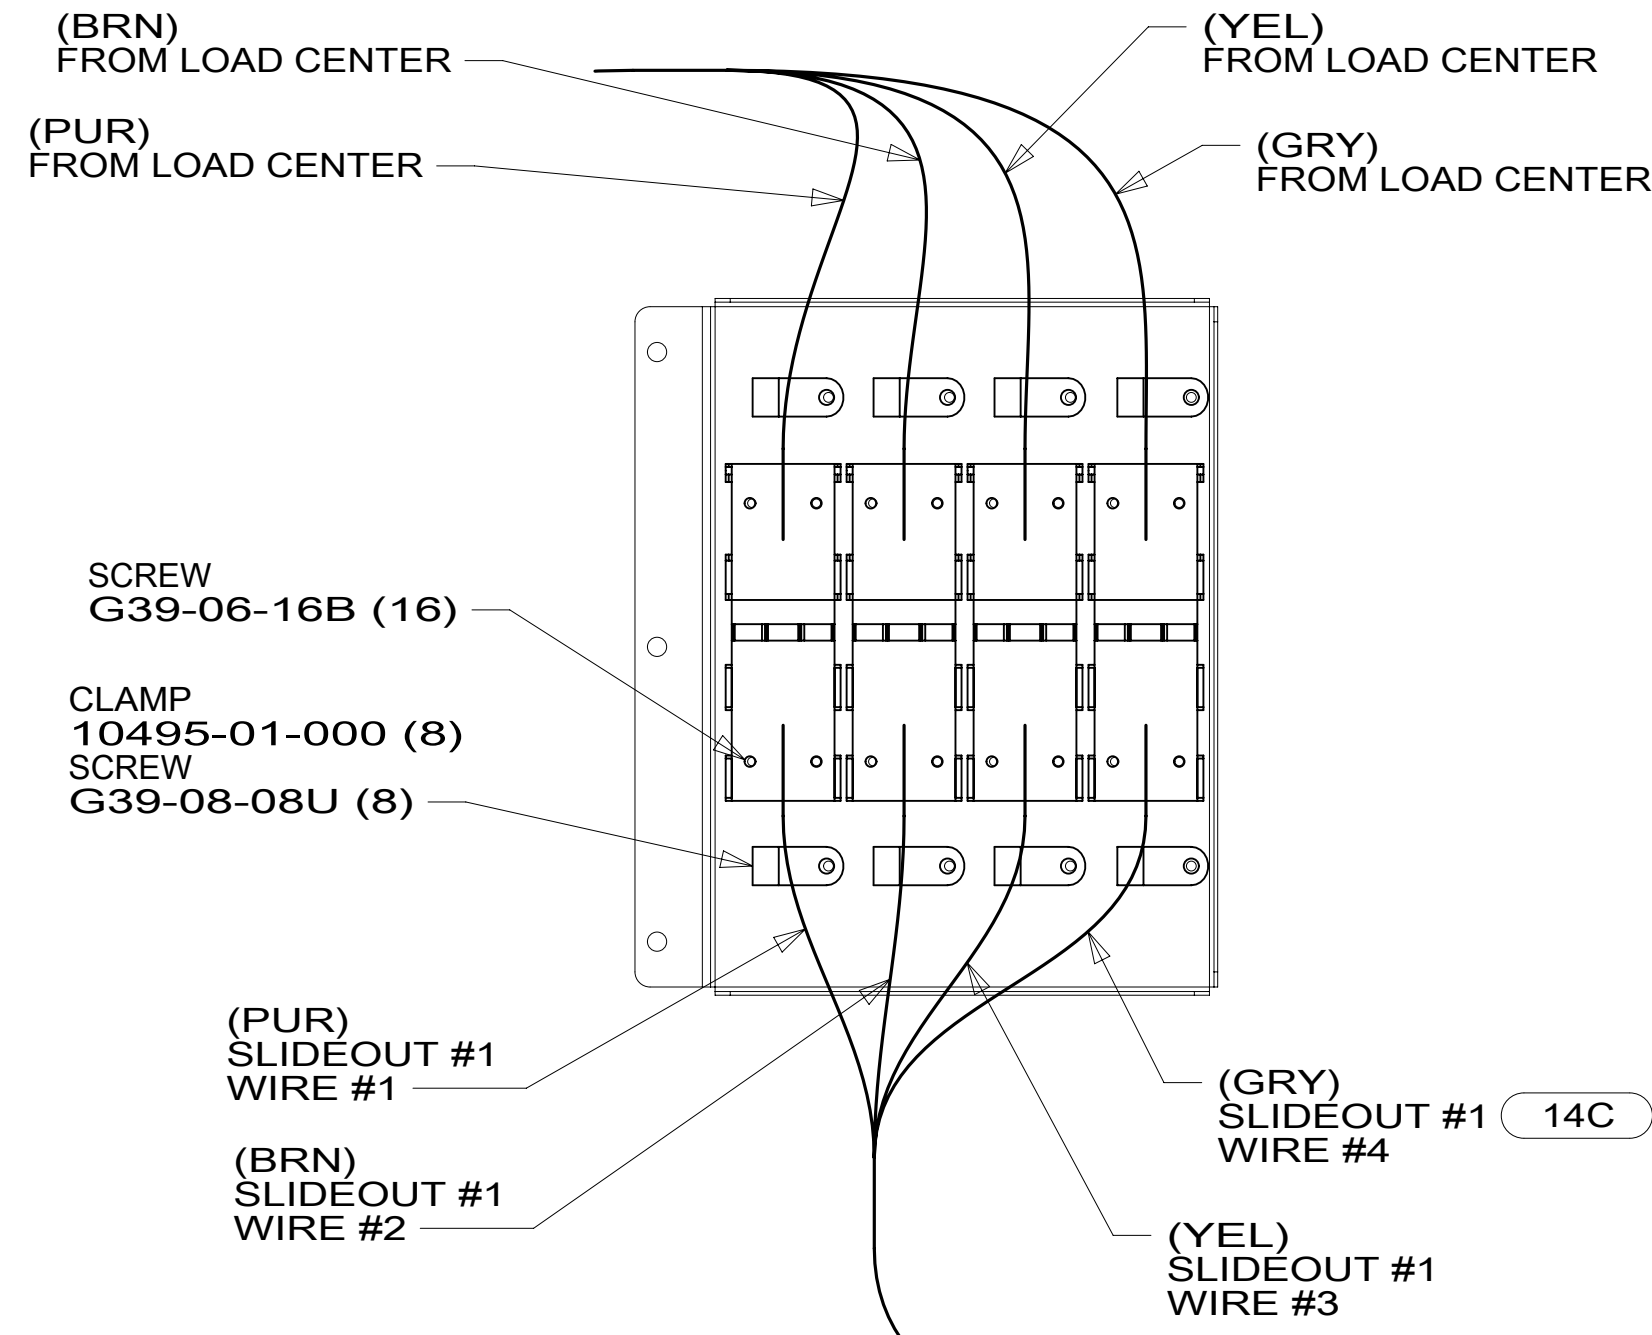 (BRN)
FROM LOAD CENTER
(YEL)
FROM LOAD CENTER
(PUR)
FROM LOAD CENTER
(GRY)
FROM LOAD CENTER
SCREW
G39-06-16B (16)
CLAMP
10495-01-000 (8)
SCREW
G39-08-08U (8)
(PUR)
SLIDEOUT #1
WIRE #1
(GRY)
SLIDEOUT #1 14C
WIRE #4
(BRN)
SLIDEOUT #1
WIRE #2
(YEL)
SLIDEOUT #1
WIRE #3